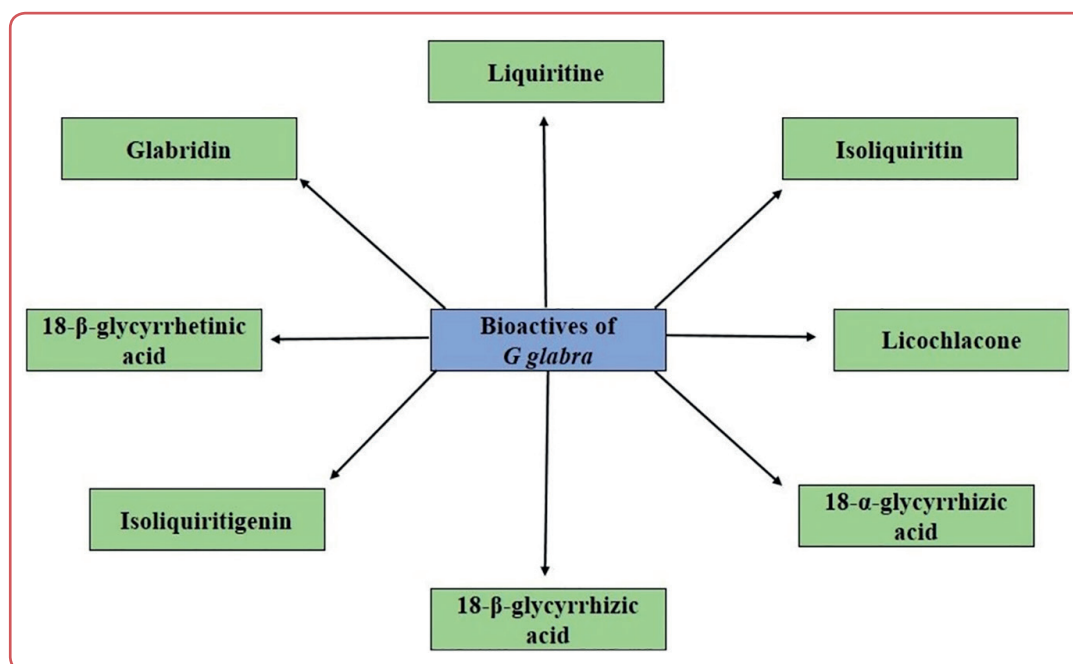 Liquiritine
Glabridin
Isoliquiritin
18-β-glycyrrhetinic
acid
Bioactives of
G glabra
Licochlacone
Isoliquiritigenin
18-α-glycyrrhizic
acid
18-β-glycyrrhizic
acid